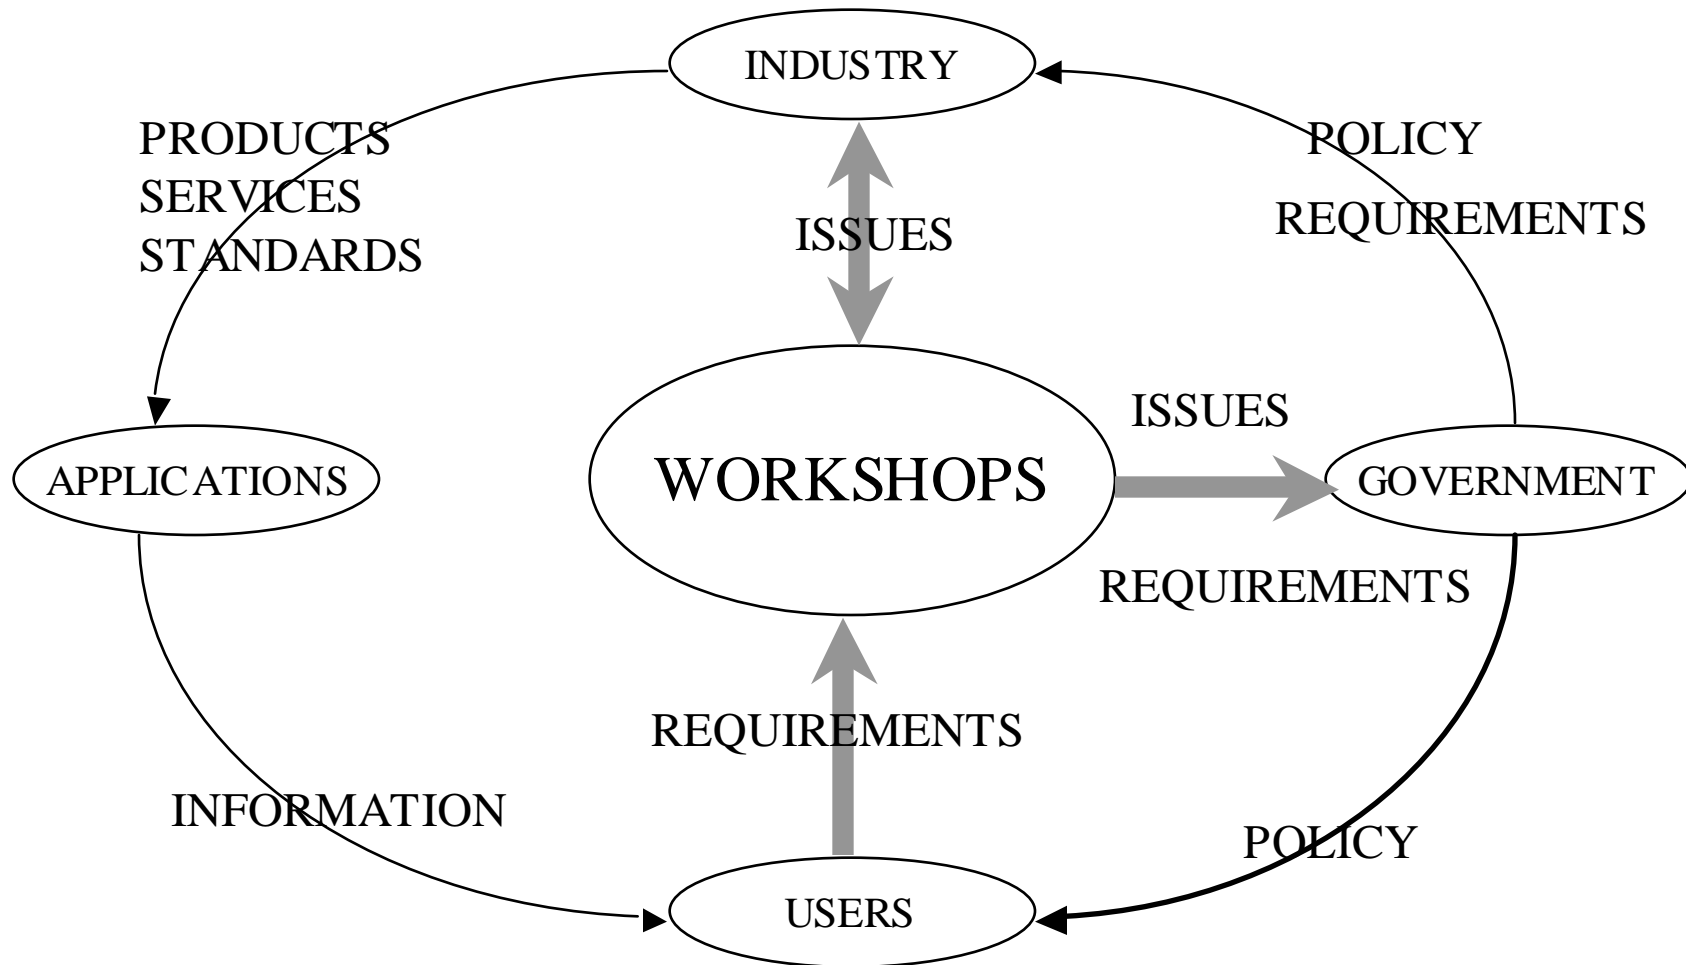 INDUSTRY
PRODUCTS
SERVICES
STANDARDS
POLICY
REQUIREMENTS
ISSUES
ISSUES
APPLICATIONS
WORKSHOPS
GOVERNMENT
REQUIREMENTS
REQUIREMENTS
INFORMATION
POLICY
USERS